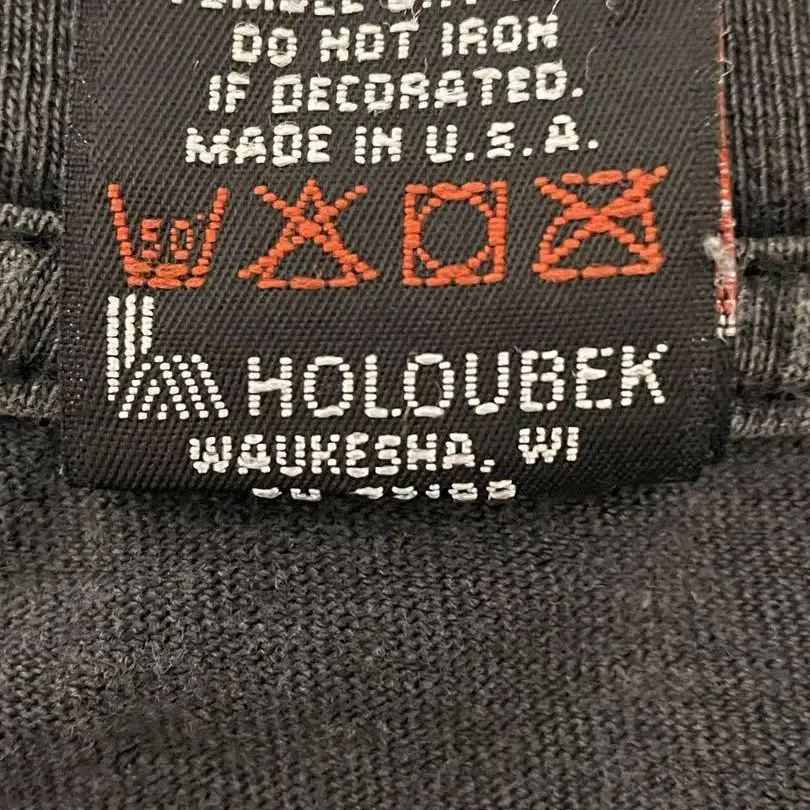 DO NOT IRON
IF DECORATED.
MADE IN U.S.A.
50°
HOLOUBEK
WAUKESHA, WI